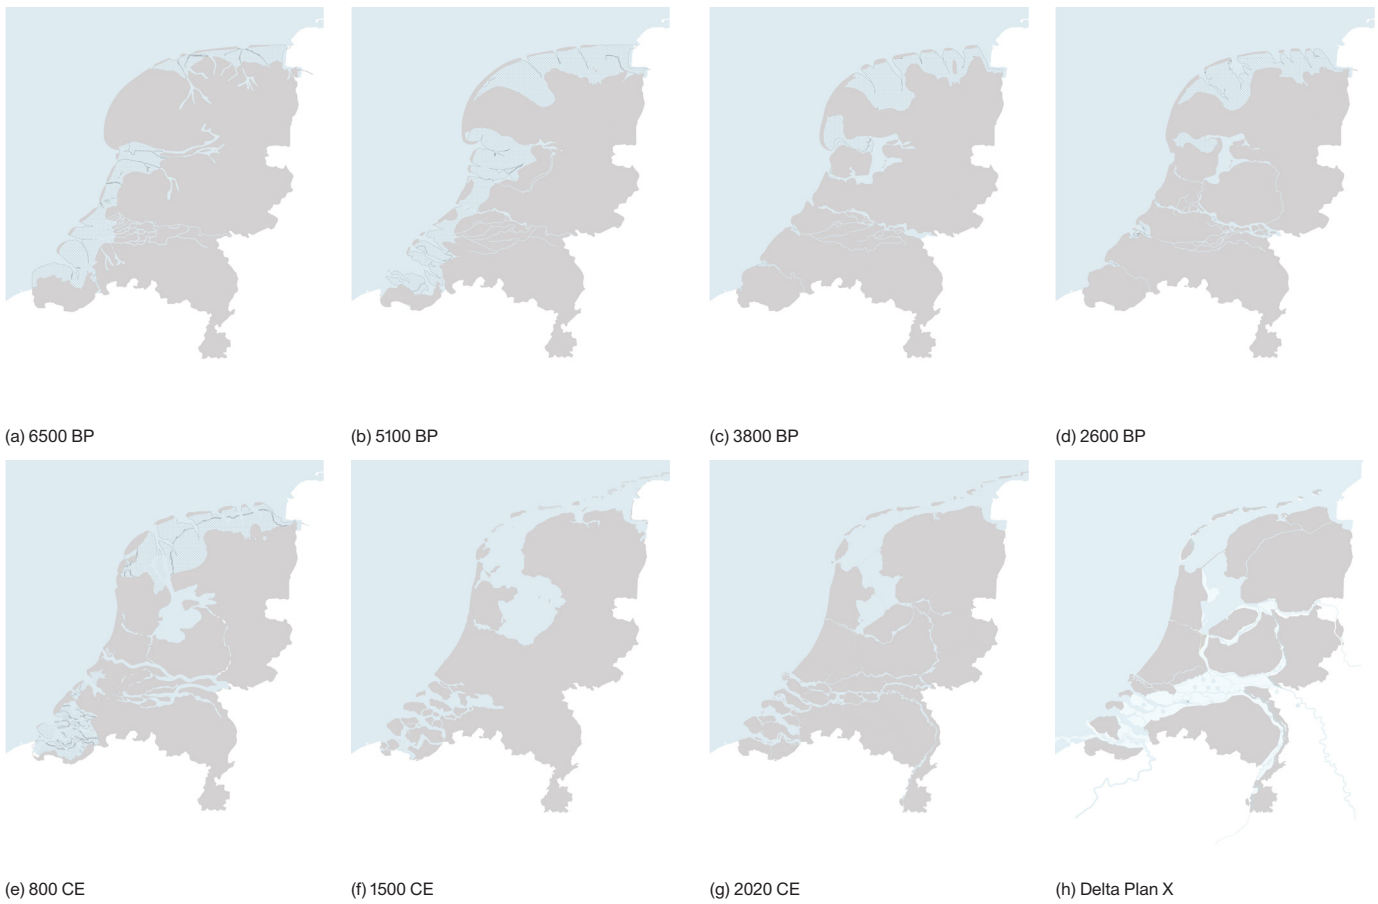 (a) 6500 BP
(b) 5100 BP
(c) 3800 BP
(d) 2600 BP
(e) 800 CE
(f) 1500 CE
(g) 2020 CE
(h) Delta Plan X